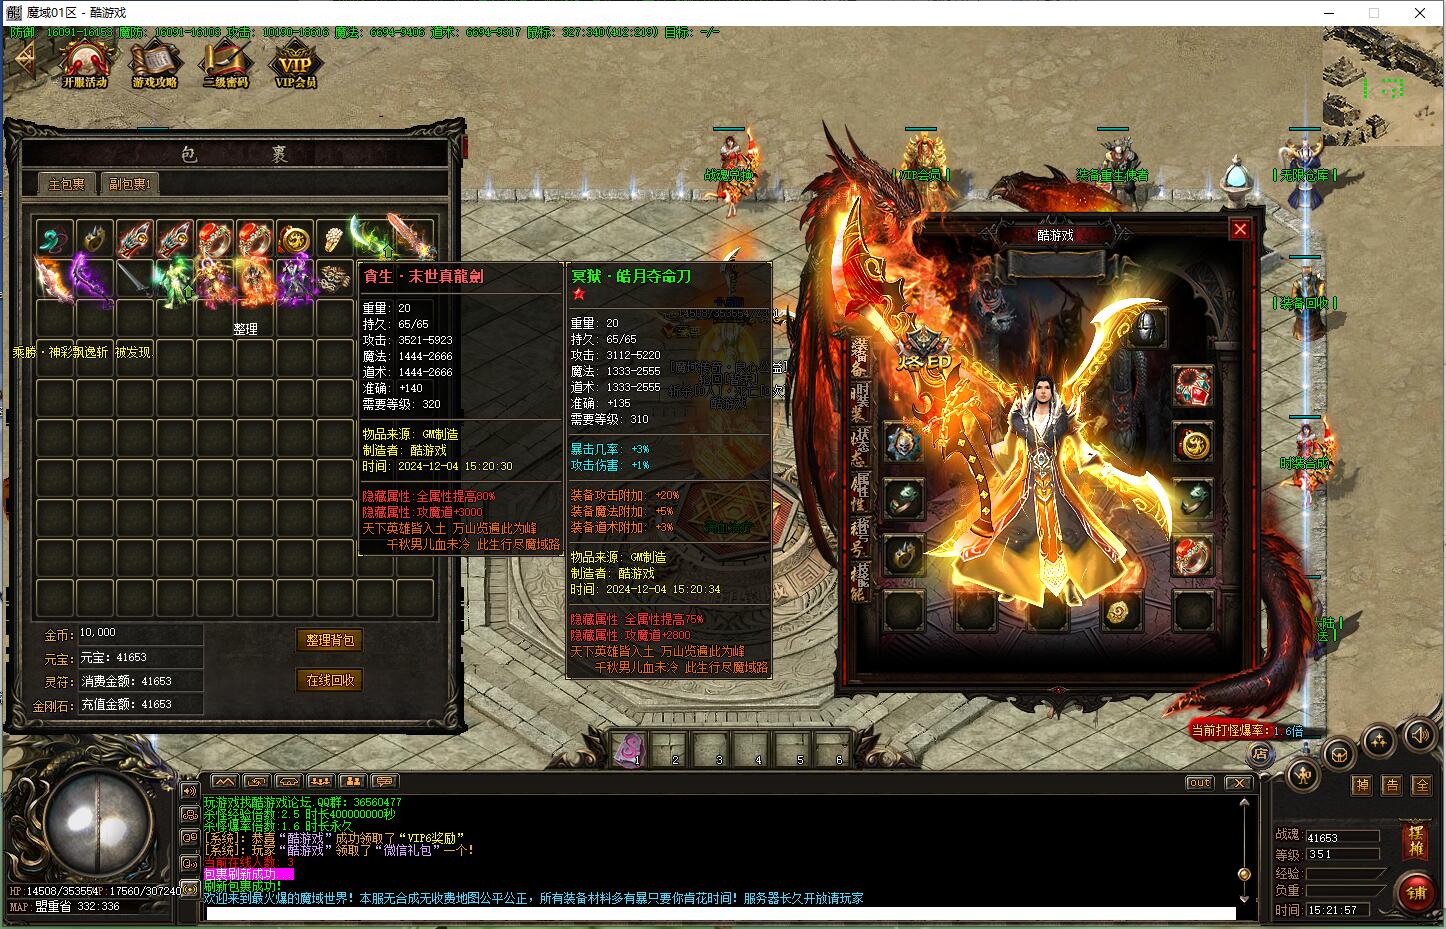 魔域01区 - 酷游戏
防御: 16091-16153 魔防: 16091-16108 攻击: 10190-18616 魔法: 6694-9406 道术: 6694-9317 鼠标: 327:340(412:219) 目标: -/-
开服活动
游戏攻略
二级密码
VIP
VIP会员
包 裹
主包裹
副包裹1
整理
乘勝·神彩飘逸斩 被发现
貪生·末世真龍劍
重量: 20
持久: 65/65
攻击: 3521-5923
魔法: 1444-2666
道术: 1444-2666
准确: +140
需要等级: 320
物品来源: GM制造
制造者: 酷游戏
时间: 2024-12-04 15:20:30
隐藏属性:全属性提高80%
隐藏属性:攻魔道+3000
天下英雄皆入土 万山览遍此为峰
千秋男儿血未冷 此生行尽魔域路
冥狱·皓月夺命刀
重量: 20
持久: 65/65
攻击: 3112-5220
魔法: 1333-2555
道术: 1333-2555
准确: +135
需要等级: 310
暴击几率: +3%
攻击伤害: +1%
装备攻击附加: +20%
装备魔法附加: +5%
装备道术附加: +3%
物品来源: GM制造
制造者: 酷游戏
时间: 2024-12-04 15:20:34
隐藏属性 全属性提高75%
隐藏属性 攻魔道+2800
天下英雄皆入土 万山览遍此为峰
千秋男儿血未冷 此生行尽魔域路
金币: 10,000
元宝: 元宝: 41653
灵符: 消费金额: 41653
金刚石: 充值金额: 41653
整理背包
在线回收
战魂兑换
VIP会员
装备重生使者
无限仓库
装备回收
时装合成
酷游戏
烙印
装备
时装
状态
属性
称号
技能
当前打怪爆率: 1.6倍
1 2 3 4 5 6
店
out
玩游戏找酷游戏论坛.QQ群: 36560477
杀怪经验倍数:2.5 时长400000000秒
杀怪爆率倍数:1.6 时长永久
[系统]: 恭喜“酷游戏”成功领取了“VIP6奖励”
[系统]: 玩家“酷游戏”领取了“微信礼包”一个!
当前在线人数: 3
包裹刷新成功...
刷新包裹成功!
欢迎来到最火爆的魔域世界! 本服无合成无收费地图公平公正, 所有装备材料多有暴只要你肯花时间! 服务器长久开放请玩家
HP:14508/353554
P:17560/307240
MAP: 盟重省 332:336
掉
告
全
摆摊
铺
战魂: 41653
等级: 351
经验:
负重:
时间: 15:21:57